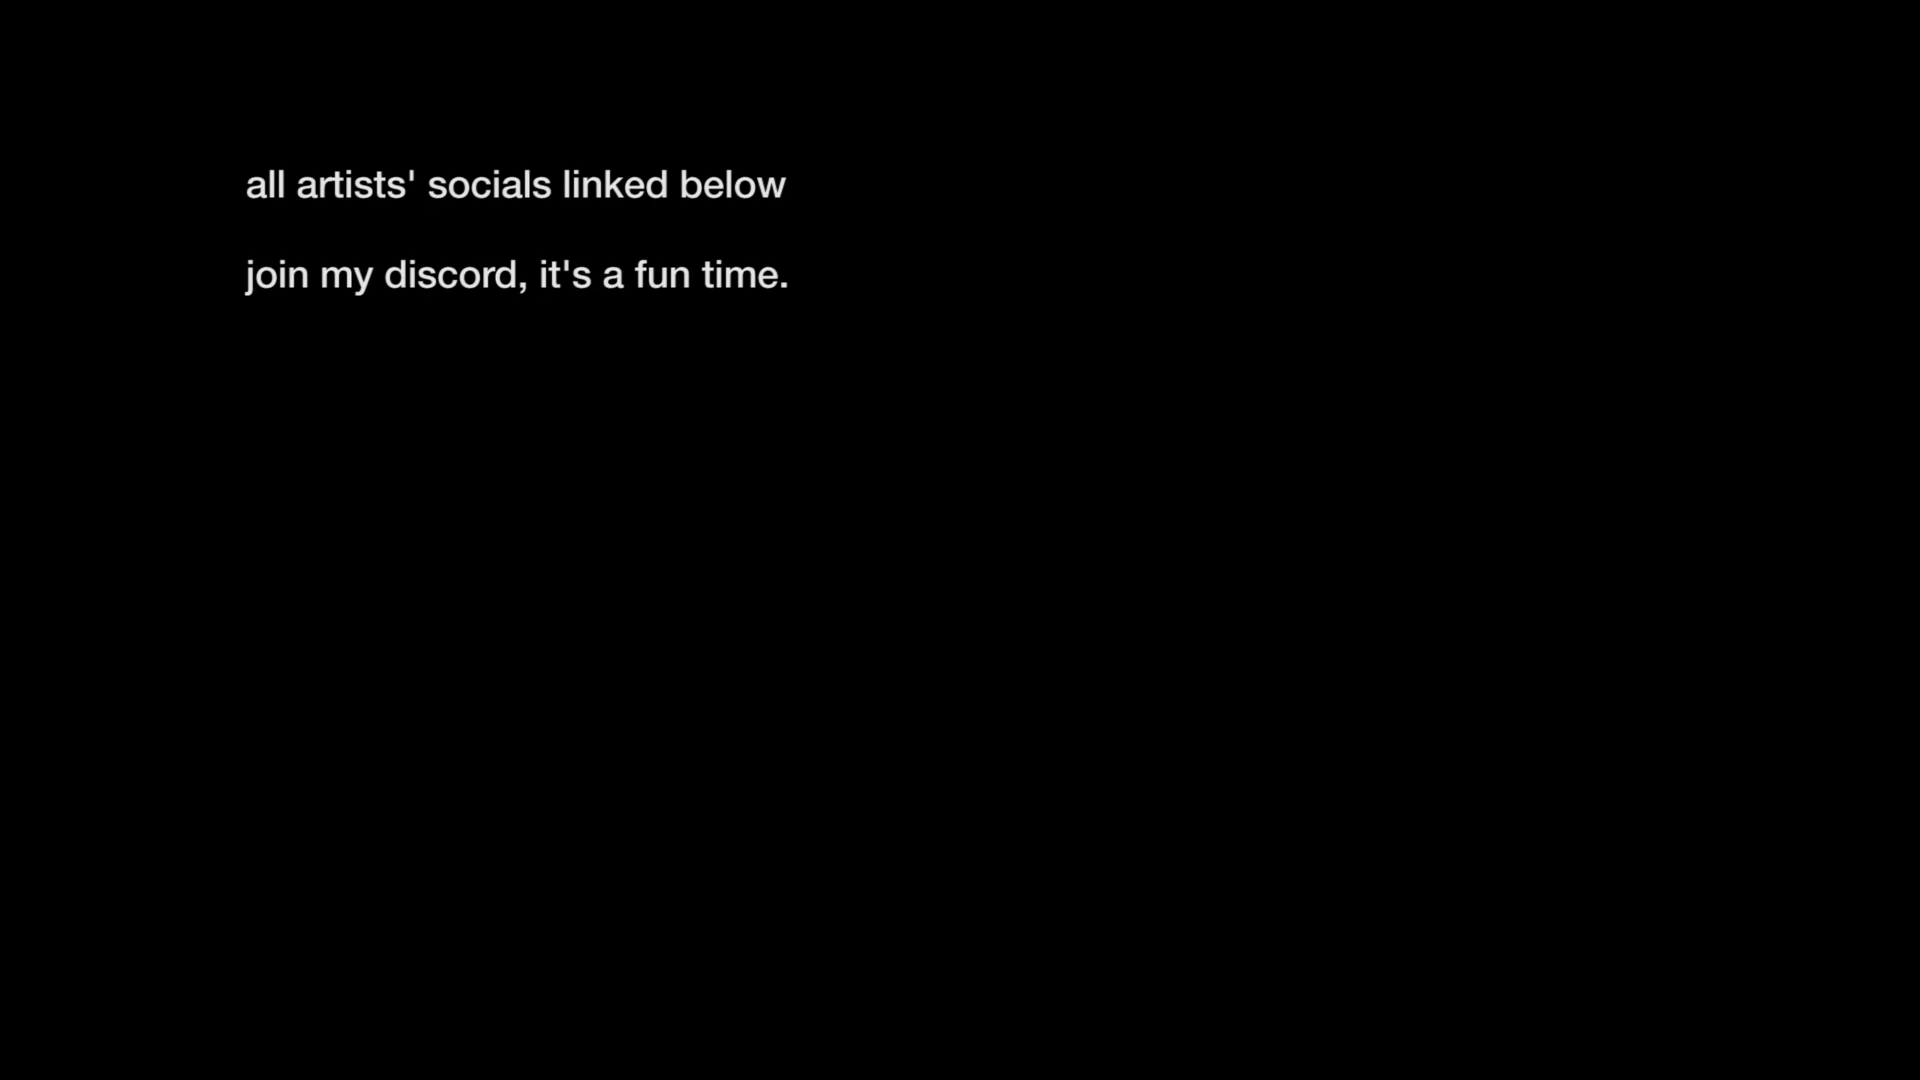 all artists' socials linked below
join my discord, it's a fun time.